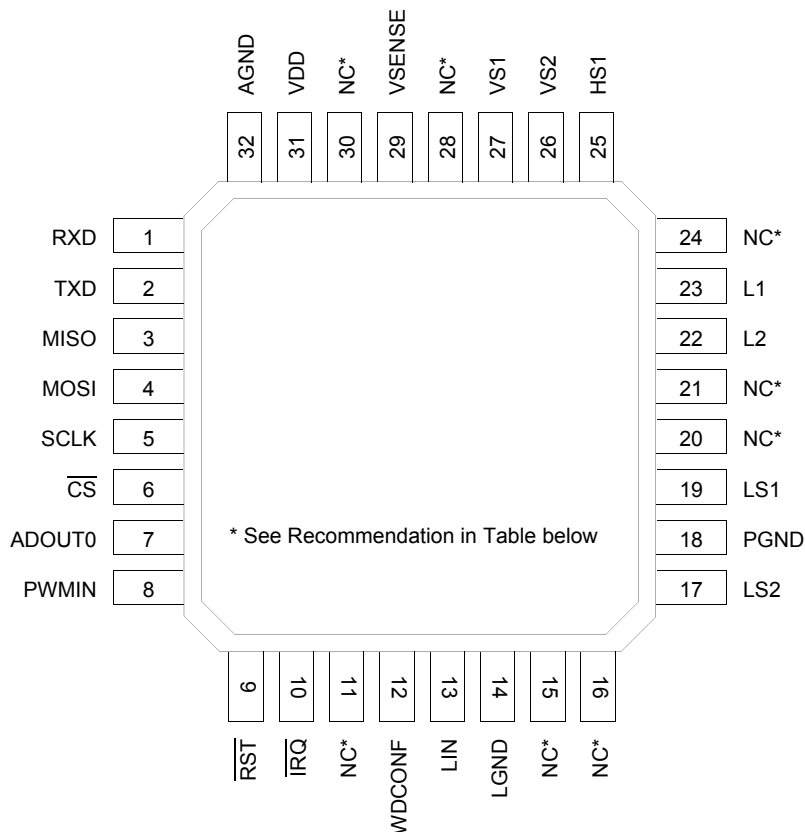 AGND
VDD
NC*
VSENSE
NC*
VS1
VS2
HS1
32
31
30
29
28
27
26
25
RXD 1
TXD 2
MISO 3
MOSI 4
SCLK 5
CS 6
ADOUT0 7
PWMIN 8
24 NC*
23 L1
22 L2
21 NC*
20 NC*
19 LS1
18 PGND
17 LS2
* See Recommendation in Table below
9
10
11
12
13
14
15
16
RST
IRQ
NC*
WDCONF
LIN
LGND
NC*
NC*